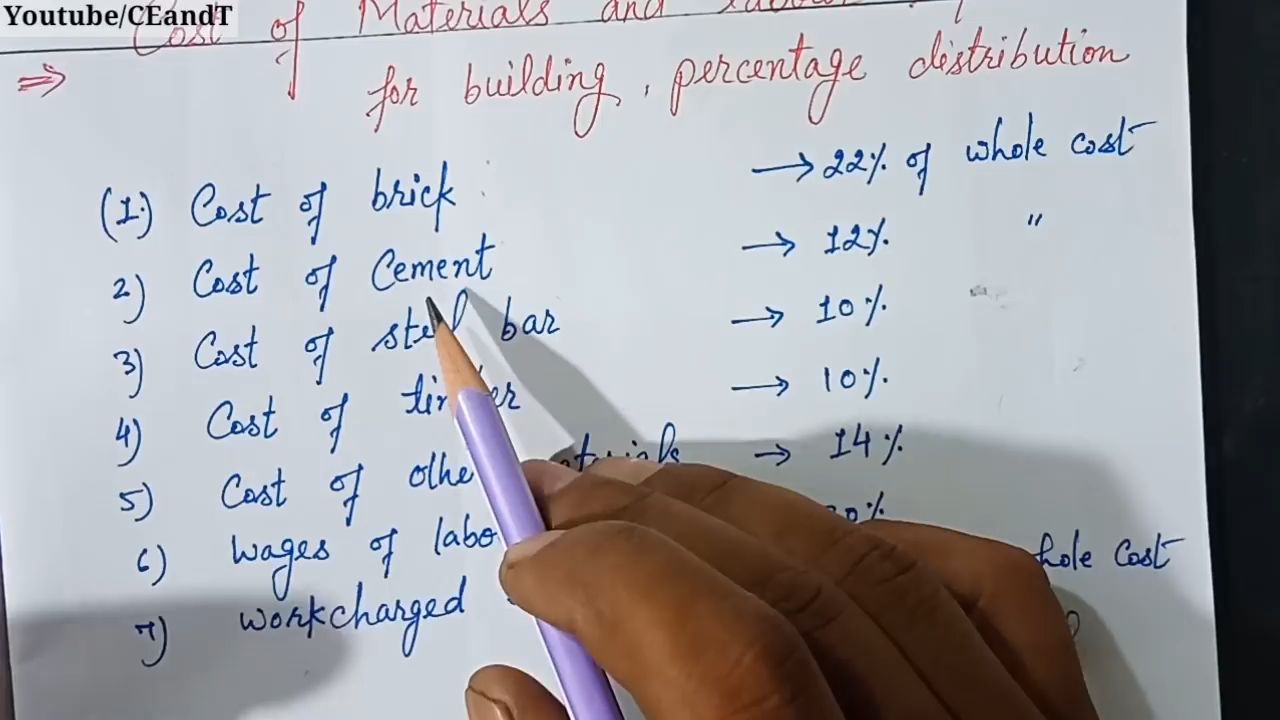 Youtube/CEandT
Cost of Materials and
⇒ for building, percentage distribution
(1.) Cost of brick → 22% of whole cost
2) Cost of Cement → 12% "
3) Cost of steel bar → 10%
4) Cost of → 10%
5) Cost of → 14%
6) Wages of hole cost
7) Workcharged